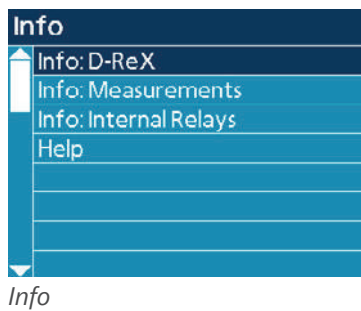 Info
Info: D-ReX
Info: Measurements
Info: Internal Relays
Help
Info